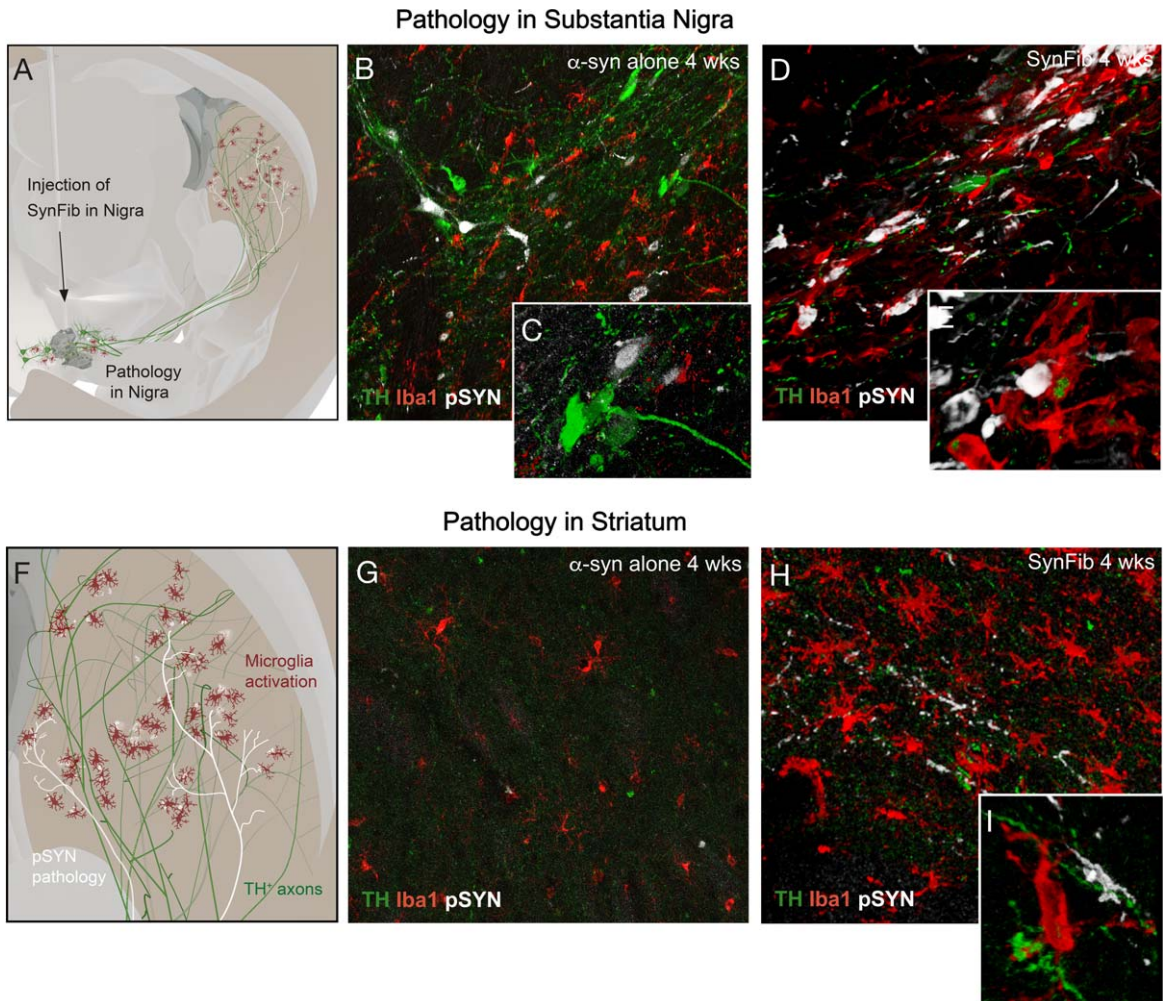 Pathology in Substantia Nigra
A
Injection of
SynFib in Nigra
Pathology
in Nigra
B
α-syn alone 4 wks
TH Iba1 pSYN
C
D
SynFib 4 wks
TH Iba1 pSYN
E
Pathology in Striatum
F
Microglia
activation
pSYN
pathology
TH⁺ axons
G
α-syn alone 4 wks
TH Iba1 pSYN
H
SynFib 4 wks
TH Iba1 pSYN
I